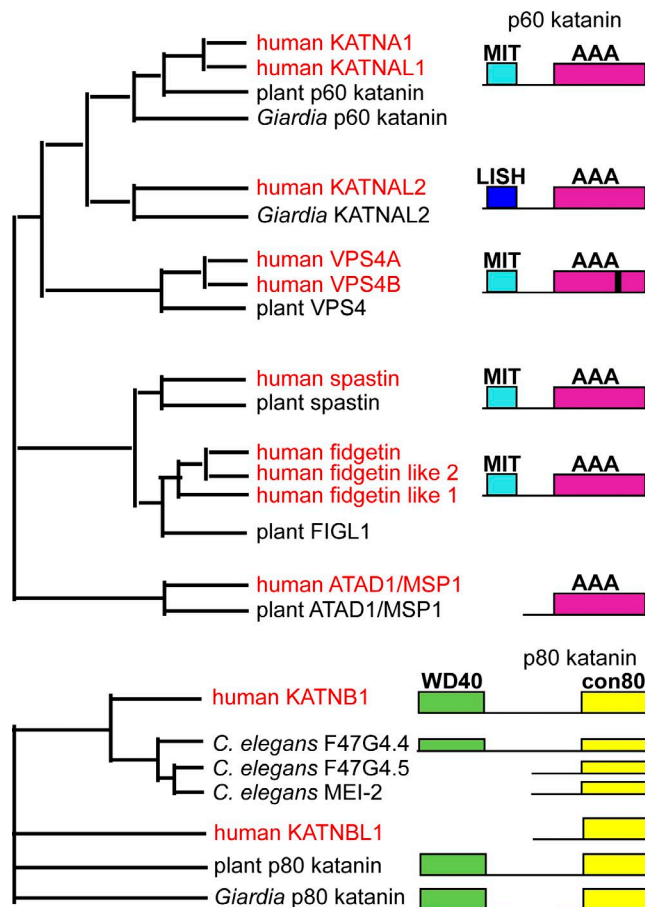 p60 katanin
human KATNA1
MIT AAA
human KATNAL1
plant p60 katanin
Giardia p60 katanin
LISH AAA
human KATNAL2
Giardia KATNAL2
human VPS4A
MIT AAA
human VPS4B
plant VPS4
human spastin
MIT AAA
plant spastin
human fidgetin
MIT AAA
human fidgetin like 2
human fidgetin like 1
plant FIGL1
human ATAD1/MSP1
AAA
plant ATAD1/MSP1
p80 katanin
WD40 con80
human KATNB1
C. elegans F47G4.4
C. elegans F47G4.5
C. elegans MEI-2
human KATNBL1
plant p80 katanin
Giardia p80 katanin